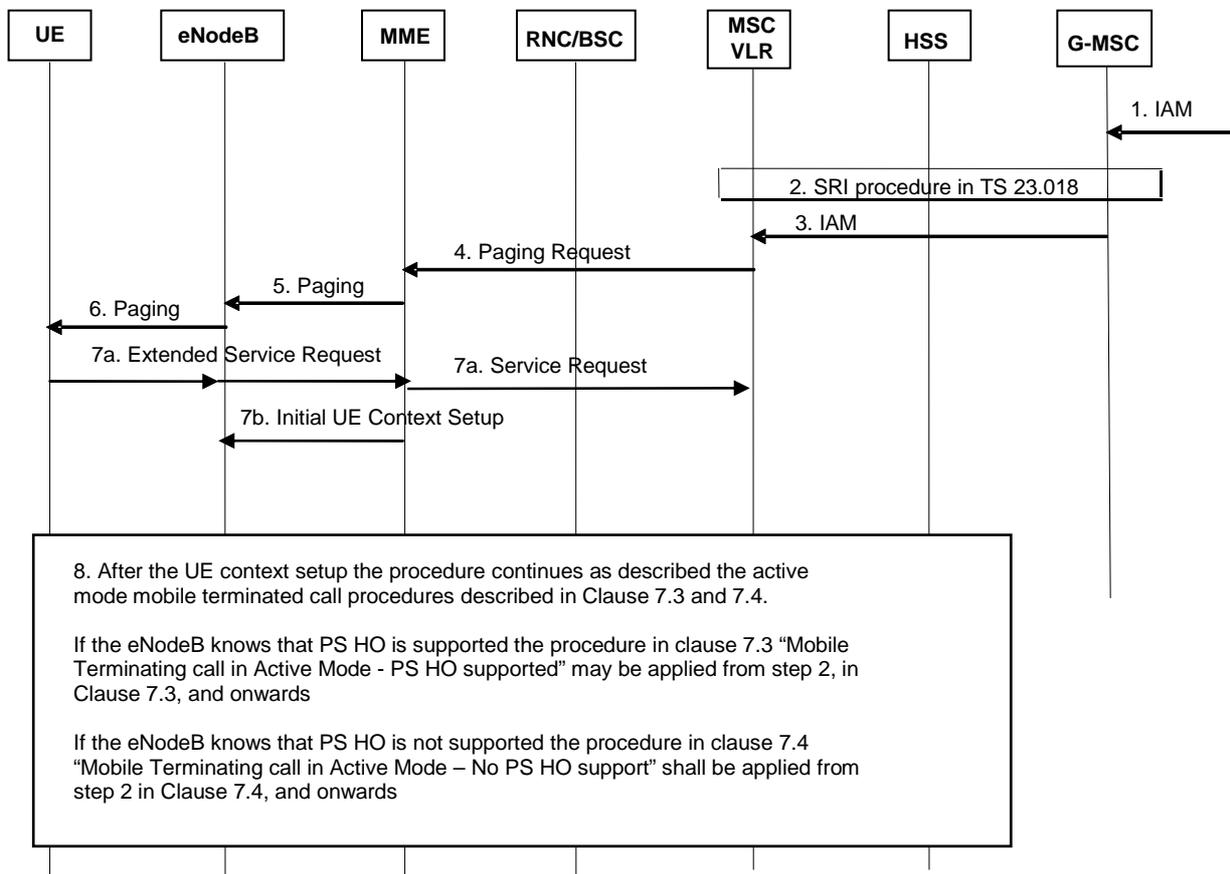 UE
eNodeB
MME
RNC/BSC
MSC
VLR
HSS
G-MSC
1. IAM
2. SRI procedure in TS 23.018
3. IAM
4. Paging Request
5. Paging
6. Paging
7a. Extended Service Request
7a. Service Request
7b. Initial UE Context Setup
8. After the UE context setup the procedure continues as described the active
mode mobile terminated call procedures described in Clause 7.3 and 7.4.
If the eNodeB knows that PS HO is supported the procedure in clause 7.3 “Mobile
Terminating call in Active Mode - PS HO supported” may be applied from step 2, in
Clause 7.3, and onwards
If the eNodeB knows that PS HO is not supported the procedure in clause 7.4
“Mobile Terminating call in Active Mode – No PS HO support” shall be applied from
step 2 in Clause 7.4, and onwards